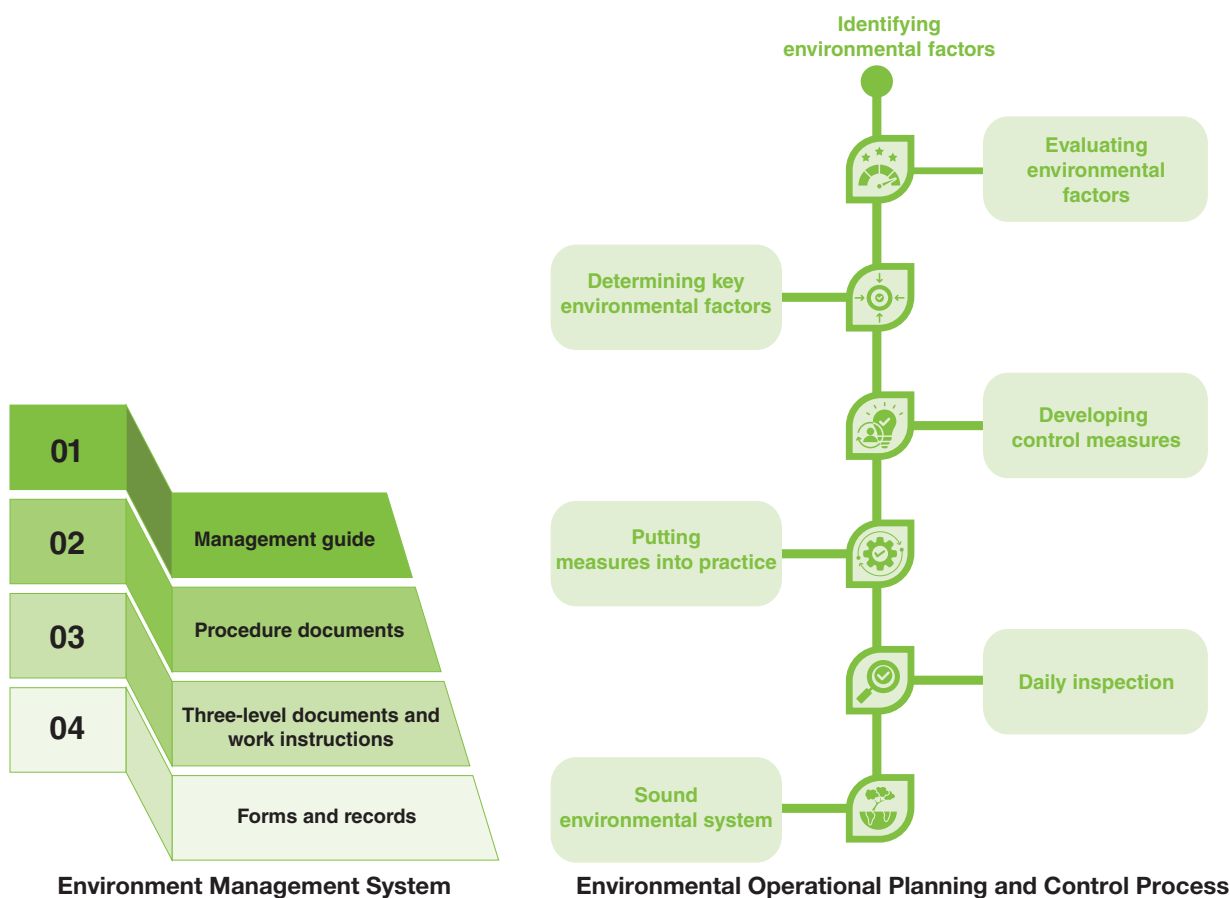 01
Management guide
02
Procedure documents
03
Three-level documents and
work instructions
04
Forms and records
Environment Management System
Identifying
environmental factors
Evaluating
environmental
factors
Determining key
environmental factors
Developing
control measures
Putting
measures into practice
Daily inspection
Sound
environmental system
Environmental Operational Planning and Control Process